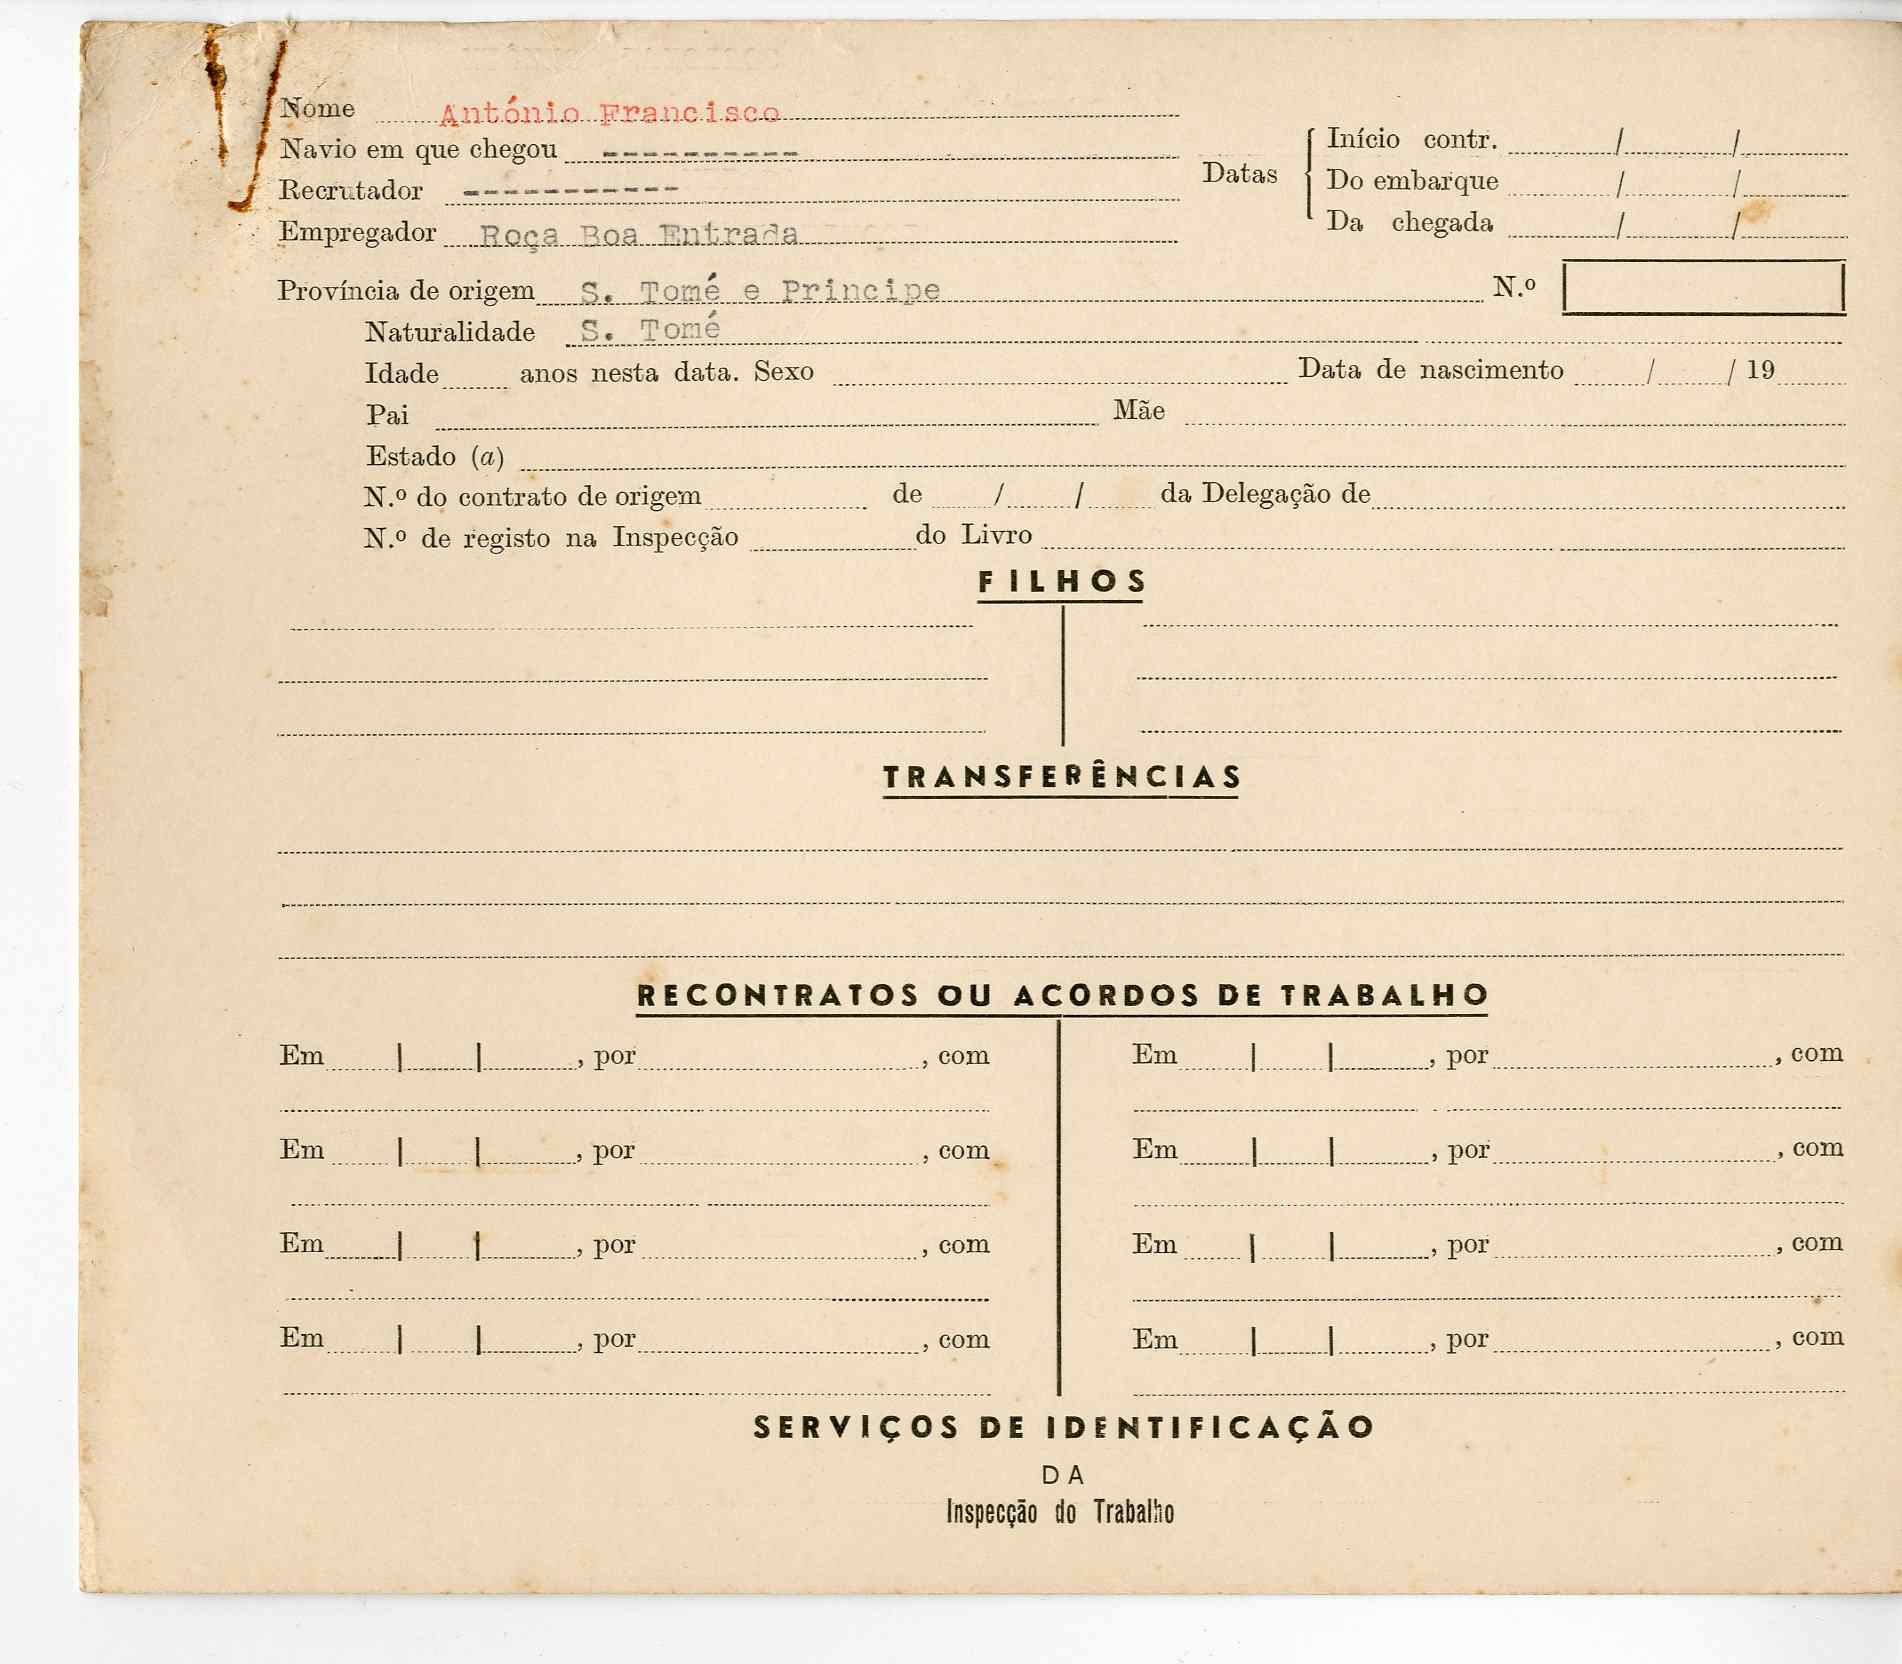 Nome António Francisco
Navio em que chegou ----------
Recrutador -----------
Empregador Roça Boa Entrada
Datas
Início contr. / /
Do embarque / /
Da chegada / /
Província de origem S. Tomé e Principe N.º
Naturalidade S. Tomé
Idade anos nesta data. Sexo Data de nascimento / / 19
Pai Mãe
Estado (a)
N.º do contrato de origem de / / da Delegação de
N.º de registo na Inspecção do Livro
FILHOS
TRANSFERÊNCIAS
RECONTRATOS OU ACORDOS DE TRABALHO
Em | | , por , com Em | | , por , com
Em | | , por , com Em | | , por , com
Em | | , por , com Em | | , por , com
Em | | , por , com Em | | , por , com
SERVIÇOS DE IDENTIFICAÇÃO
DA
Inspecção do Trabalho